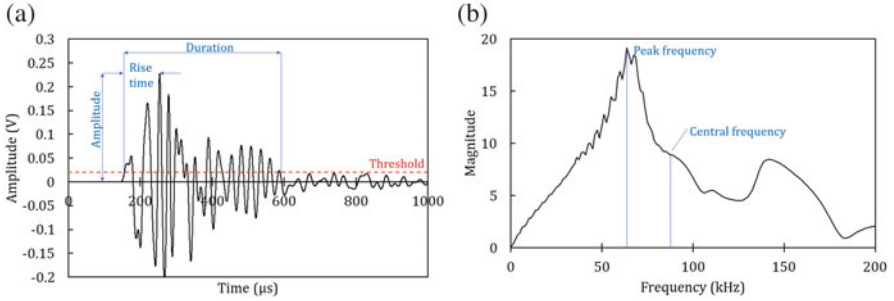 (a)
0.3
0.25
0.2
0.15
0.1
0.05
0
-0.05
-0.1
-0.15
-0.2
Amplitude (V)
Duration
Rise
time
Amplitude
Threshold
0 200 400 600 800 1000
Time (µs)
(b)
20
15
10
5
0
Magnitude
Peak frequency
Central frequency
0 50 100 150 200
Frequency (kHz)